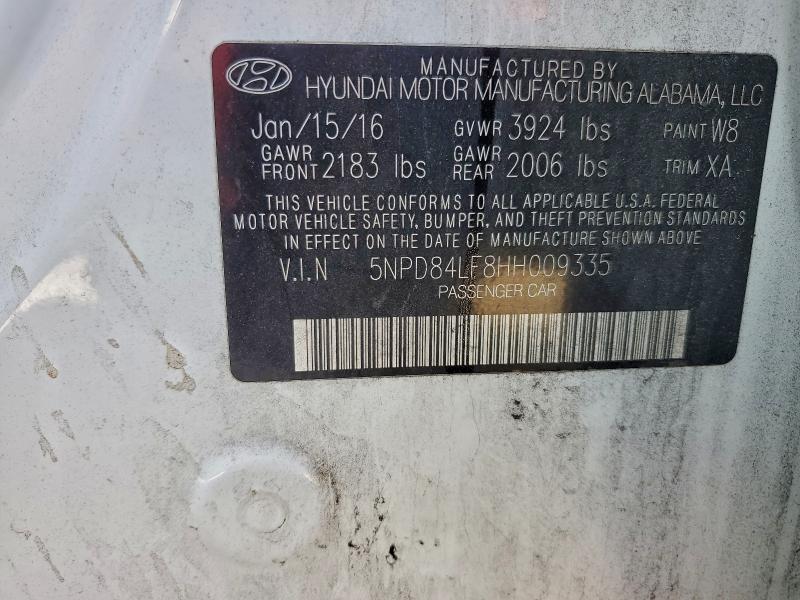 MANUFACTURED BY
HYUNDAI MOTOR MANUFACTURING ALABAMA, LLC
Jan/15/16 GVWR 3924 lbs PAINT W8
GAWR FRONT 2183 lbs GAWR REAR 2006 lbs TRIM XA
THIS VEHICLE CONFORMS TO ALL APPLICABLE U.S.A. FEDERAL
MOTOR VEHICLE SAFETY, BUMPER, AND THEFT PREVENTION STANDARDS
IN EFFECT ON THE DATE OF MANUFACTURE SHOWN ABOVE
V.I.N 5NPD84LF8HH009335
PASSENGER CAR